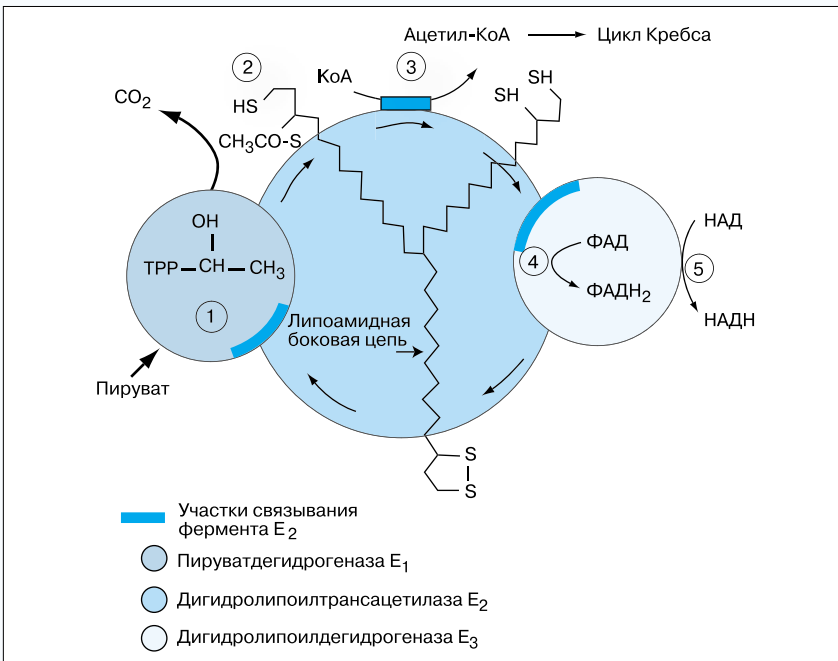 Ацетил-КоА → Цикл Кребса
2
КоА
3
SH
SH
CO₂
HS
CH₃CO-S
OH
TPP—CH—CH₃
1
ФАД
НАД
4
5
ФАДН₂
НАДН
Липоамидная
боковая цепь
Пируват
S
S
Участки связывания
фермента E₂
Пируватдегидрогеназа E₁
Дигидролипоилтрансацетилаза E₂
Дигидролипоилдегидрогеназа E₃